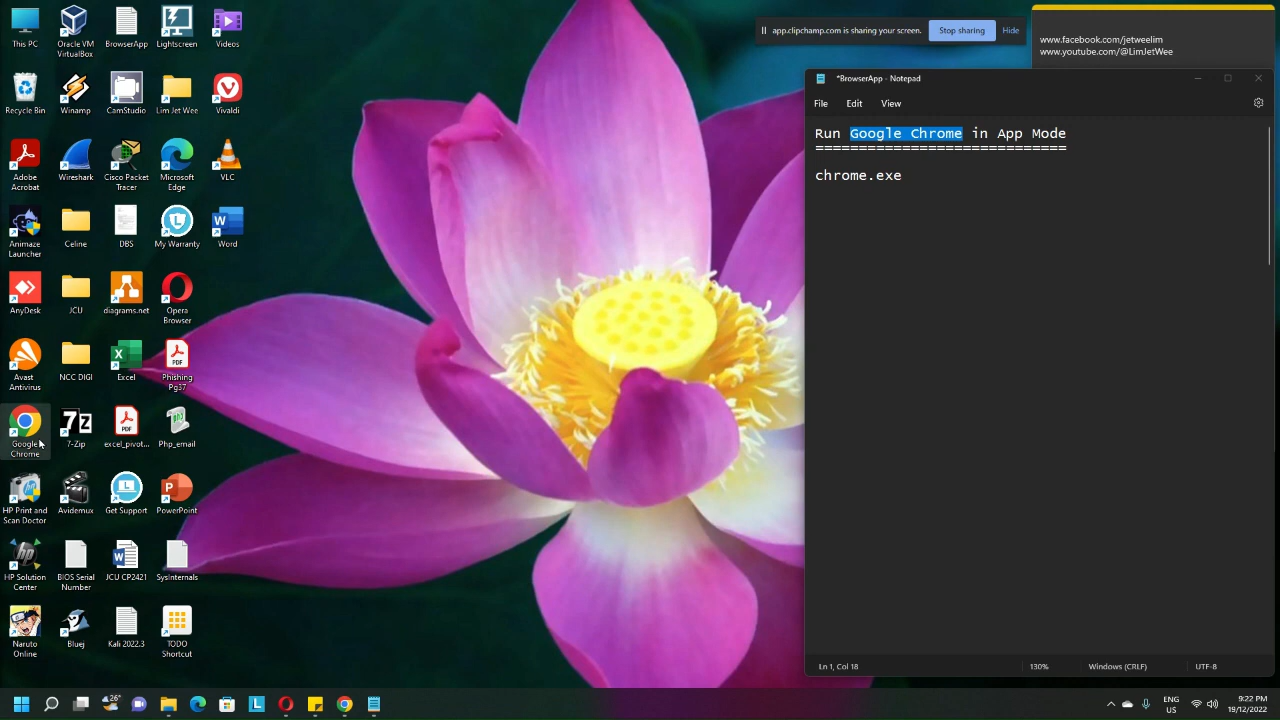 This PC
Oracle VM
VirtualBox
BrowserApp
Lightscreen
Videos
Recycle Bin
Winamp
CamStudio
Lim Jet Wee
Vivaldi
Adobe
Acrobat
Wireshark
Cisco Packet
Tracer
Microsoft
Edge
VLC
Animaze
Launcher
Celine
DBS
My Warranty
Word
AnyDesk
JCU
diagrams.net
Opera
Browser
Avast
Antivirus
NCC DIGI
Excel
Phishing
Pg37
Google
Chrome
7-Zip
excel_pivot...
Php_email
HP Print and
Scan Doctor
Avidemux
Get Support
PowerPoint
HP Solution
Center
BIOS Serial
Number
JCU CP2421
SysInternals
Naruto
Online
Bluej
Kali 2022.3
TODO
Shortcut
app.clipchamp.com is sharing your screen.
Stop sharing
Hide
www.facebook.com/jetweelim
www.youtube.com/@LimJetWee
*BrowserApp - Notepad
File Edit View
Run Google Chrome in App Mode
=============================
chrome.exe
Ln 1, Col 18
130%
Windows (CRLF)
UTF-8
26°
ENG
US
9:22 PM
19/12/2022